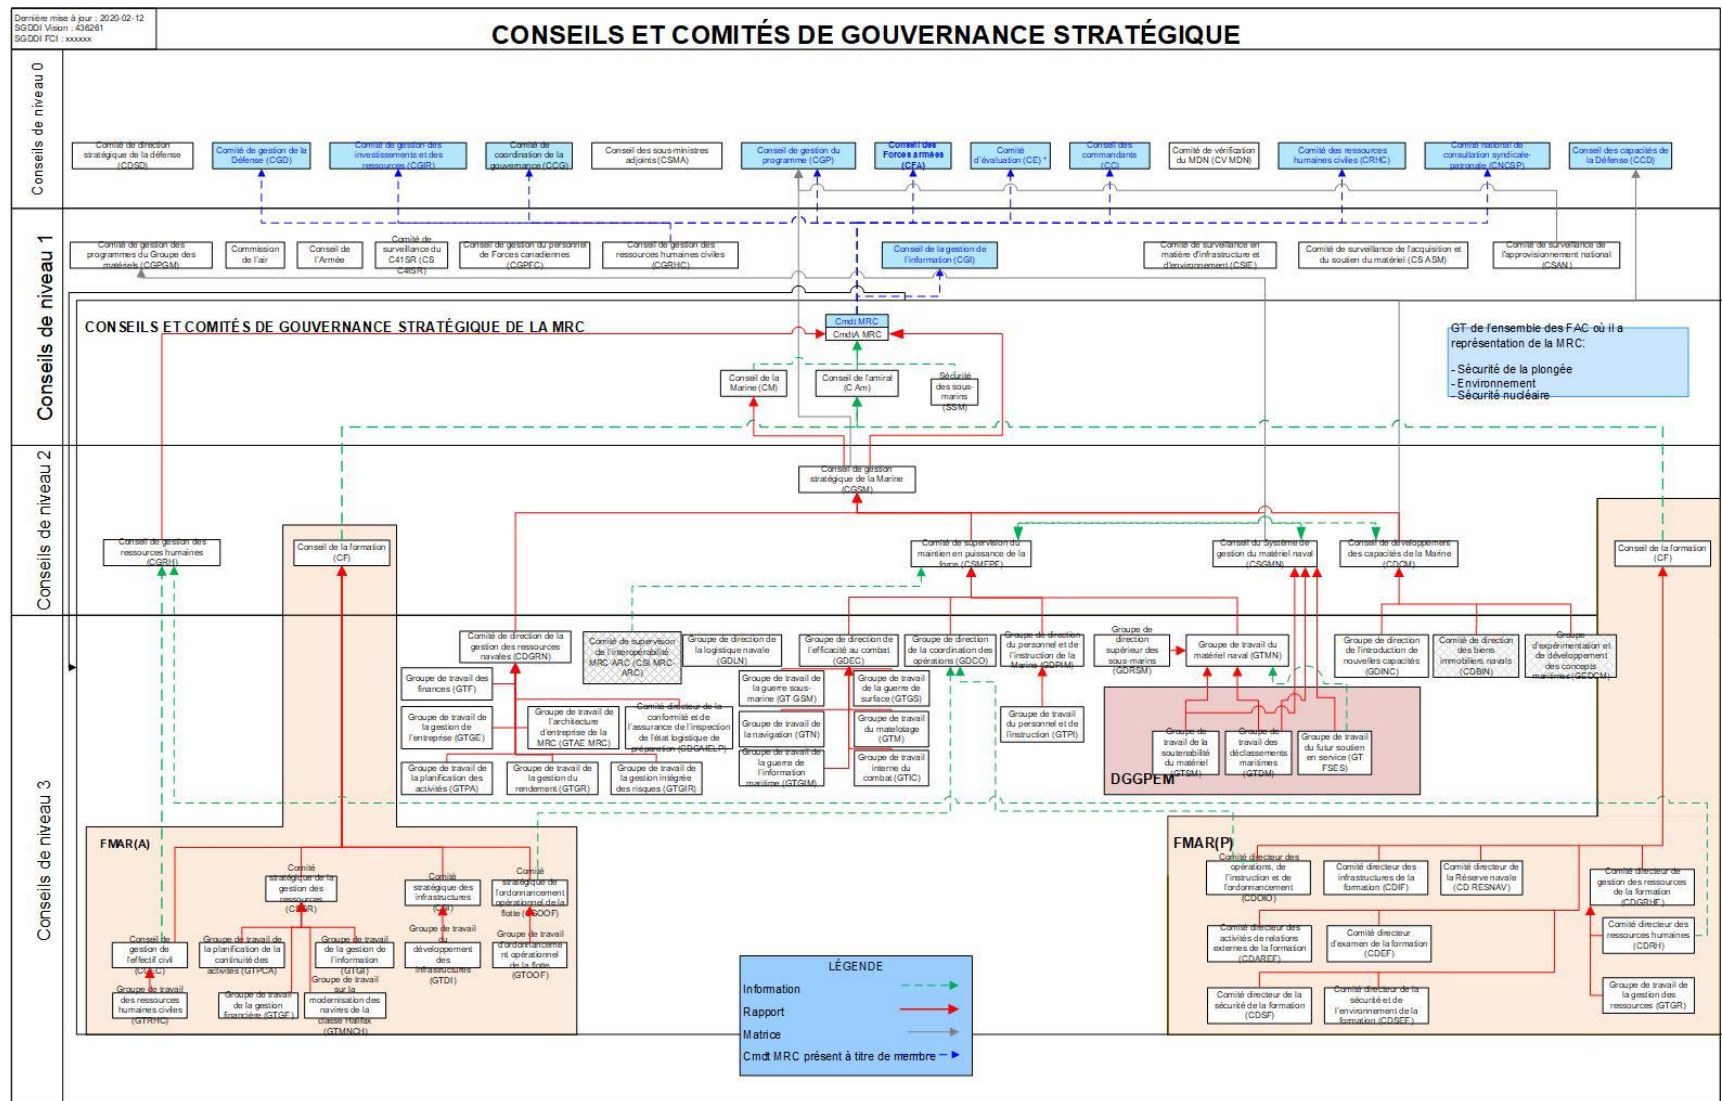 Dernière mise à jour : 2020-02-12
SGDDI Vision : 436261
SGDDI FCI : xxxxxx
CONSEILS ET COMITÉS DE GOUVERNANCE STRATÉGIQUE
Conseils de niveau 0
Comité de direction
stratégique de la défense
(CDSD)
Comité de gestion de la
Défense (CGD)
Comité de gestion des
investissements et des
ressources (CGIR)
Comité de
coordination de la
gouvernance (CCG)
Conseil des sous-ministres
adjoints (CSMA)
Conseil de gestion du
programme (CGP)
Conseil des
Forces armées
(CFA)
Comité
d'évaluation (CE) *
Conseil des
commandants (CC)
Comité de vérification
du MDN (CV MDN)
Comité des ressources
humaines civiles (CRHC)
Comité national de
consultation syndicale-
patronale (CNCSP)
Conseil des capacités de
la Défense (CCD)
Conseils de niveau 1
Comité de gestion des
programmes du Groupe des
matériels (CGPGM)
Commission
de l'air
Conseil de
l'Armée
Comité de
surveillance du
C41SR (CS
C4ISR)
Conseil de gestion du personnel
de Forces canadiennes
(CGPFC)
Conseil de gestion des
ressources humaines civiles
(CGRHC)
Conseil de la gestion de
l'information (CGI)
Comité de surveillance en
matière d'infrastructure et
d'environnement (CSIE)
Comité de surveillance de l'acquisition et
du soutien du matériel (CS ASM)
Comité de surveillance de
l'approvisionnement national
(CSAN)
CONSEILS ET COMITÉS DE GOUVERNANCE STRATÉGIQUE DE LA MRC
Cmdt MRC
CmdtA MRC
GT de l'ensemble des FAC où il a
représentation de la MRC:
- Sécurité de la plongée
- Environnement
- Sécurité nucléaire
Conseil de la
Marine (CM)
Conseil de l'amiral
(C Am)
Sécurité
des sous-
marins
(SSM)
Conseils de niveau 2
Conseil de gestion
stratégique de la Marine
(CGSM)
Conseil de gestion des
ressources humaines
(CGRH)
Conseil de la formation
(CF)
Comité de supervision du
maintien en puissance de la
force (CSMEPF)
Conseil du Système de
gestion du matériel naval
(CSGMN)
Conseil de développement
des capacités de la Marine
(CDCM)
Conseil de la formation
(CF)
Conseils de niveau 3
Comité de direction de la
gestion des ressources
navales (CDGRN)
Comité de supervision
de l'interopérabilité
MRC-ARC (CSI MRC-
ARC)
Groupe de direction de
la logistique navale
(GDLN)
Groupe de direction de
l'efficacité au combat
(GDEC)
Groupe de direction de
la coordination des
opérations (GDCO)
Groupe de direction
du personnel et de
l'instruction de la
Marine (GDPIM)
Groupe de
direction
supérieur des
sous-marins
(GDRSM)
Groupe de travail du
matériel naval (GTMN)
Groupe de direction
de l'introduction de
nouvelles capacités
(GDINC)
Comité de direction
des biens
immobiliers navals
(CDBIN)
Groupe
d'expérimentation et
de développement
des concepts
maritimes (GEDCM)
Groupe de travail des
finances (GTF)
Groupe de travail de
la gestion de
l'entreprise (GTGE)
Groupe de travail de
l'architecture
d'entreprise de la
MRC (GTAE MRC)
Comité directeur de la
conformité et de
l'assurance de l'inspection
de l'état logistique de
préparation (CDCAIELP)
Groupe de travail de
la planification des
activités (GTPA)
Groupe de travail de
la gestion du
rendement (GTGR)
Groupe de travail de
la gestion intégrée
des risques (GTGIR)
Groupe de travail de
la guerre sous-
marine (GT GSM)
Groupe de travail
de la guerre de
surface (GTGS)
Groupe de travail de
la navigation (GTN)
Groupe de travail
du matelotage
(GTM)
Groupe de travail de
la guerre de
l'information
maritime (GTGIM)
Groupe de travail
interne du
combat (GTIC)
Groupe de travail
du personnel et de
l'instruction (GTPI)
Groupe de
travail de la
soutenabilité
du matériel
(GTSM)
Groupe de
travail des
déclassements
maritimes
(GTDM)
Groupe de travail
du futur soutien
en service (GT
FSES)
DGGPEM
FMAR(A)
Comité
stratégique de la
gestion des
ressources
Comité
stratégique des
infrastructures
Comité
stratégique de
l'ordonnancement
opérationnel de la
flotte
Conseil de
gestion de
l'effectif civil
Groupe de travail de
la planification de la
continuité des
activités (GTPCA)
Groupe de travail
de la gestion de
l'information
(GTGI)
Groupe de travail
du
développement
des
infrastructures
(GTDI)
Groupe de travail
d'ordonnanceme
nt opérationnel
de la flotte
(GTOOF)
Groupe de travail
des ressources
humaines civiles
(GTRHC)
Groupe de travail
de la gestion
financière (GTGF)
Groupe de travail
sur la
modernisation des
navires de la
classe Halifax
(GTMNCH)
FMAR(P)
Comité directeur des
opérations, de
l'instruction et de
l'ordonnancement
(CDOIO)
Comité directeur des
infrastructures de la
formation (CDIF)
Comité directeur de
la Réserve navale
(CD RESNAV)
Comité directeur de
gestion des ressources
de la formation
(CDGRHF)
Comité directeur des
activités de relations
externes de la formation
(CDAREF)
Comité directeur
d'examen de la formation
(CDEF)
Comité directeur des
ressources humaines
(CDRH)
Comité directeur de la
sécurité de la formation
(CDSF)
Comité directeur de la
sécurité et de
l'environnement de la
formation (CDSEF)
Groupe de travail de
la gestion des
ressources (GTGR)
LÉGENDE
Information
Rapport
Matrice
Cmdt MRC présent à titre de membre